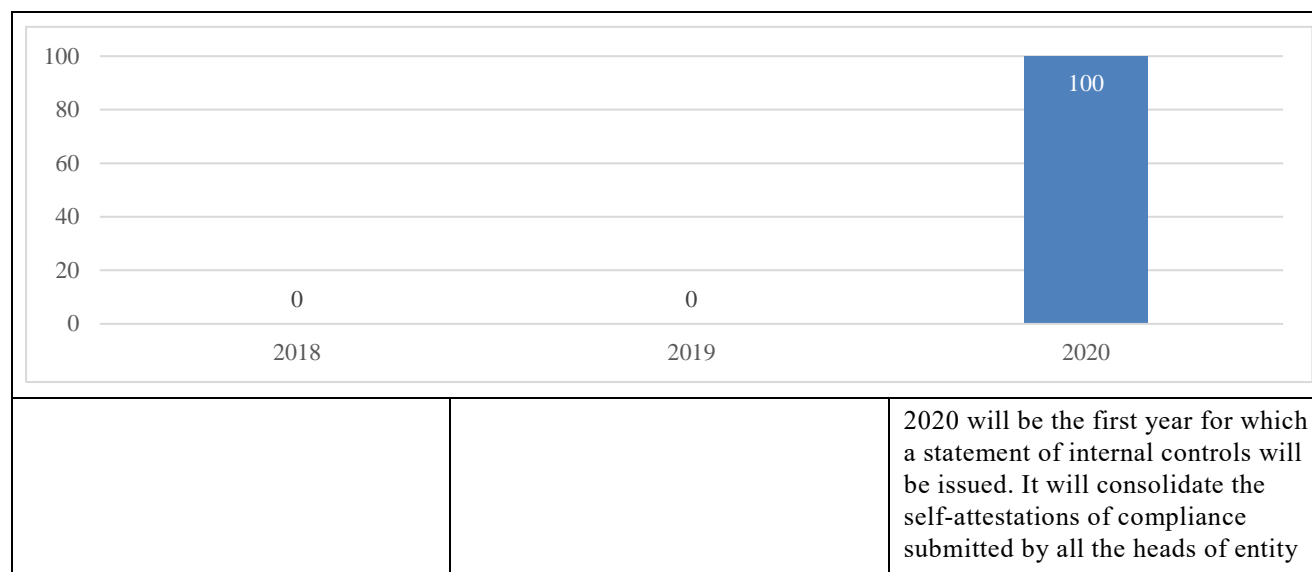 100
80
60
40
20
0
0
0
100
2018
2019
2020
2020 will be the first year for which
a statement of internal controls will
be issued. It will consolidate the
self-attestations of compliance
submitted by all the heads of entity